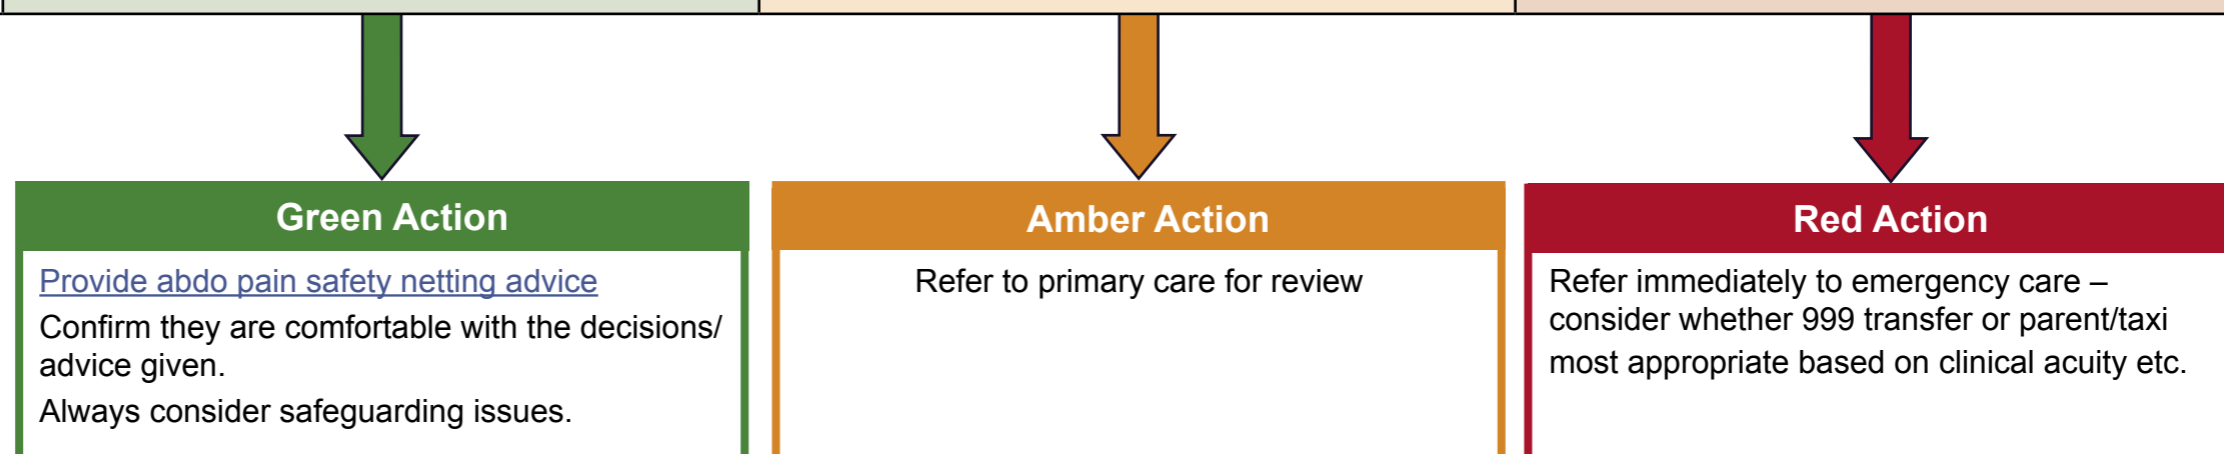 Green Action
Provide abdo pain safety netting advice
Confirm they are comfortable with the decisions/
advice given.
Always consider safeguarding issues.
Amber Action
Refer to primary care for review
Red Action
Refer immediately to emergency care –
consider whether 999 transfer or parent/taxi
most appropriate based on clinical acuity etc.